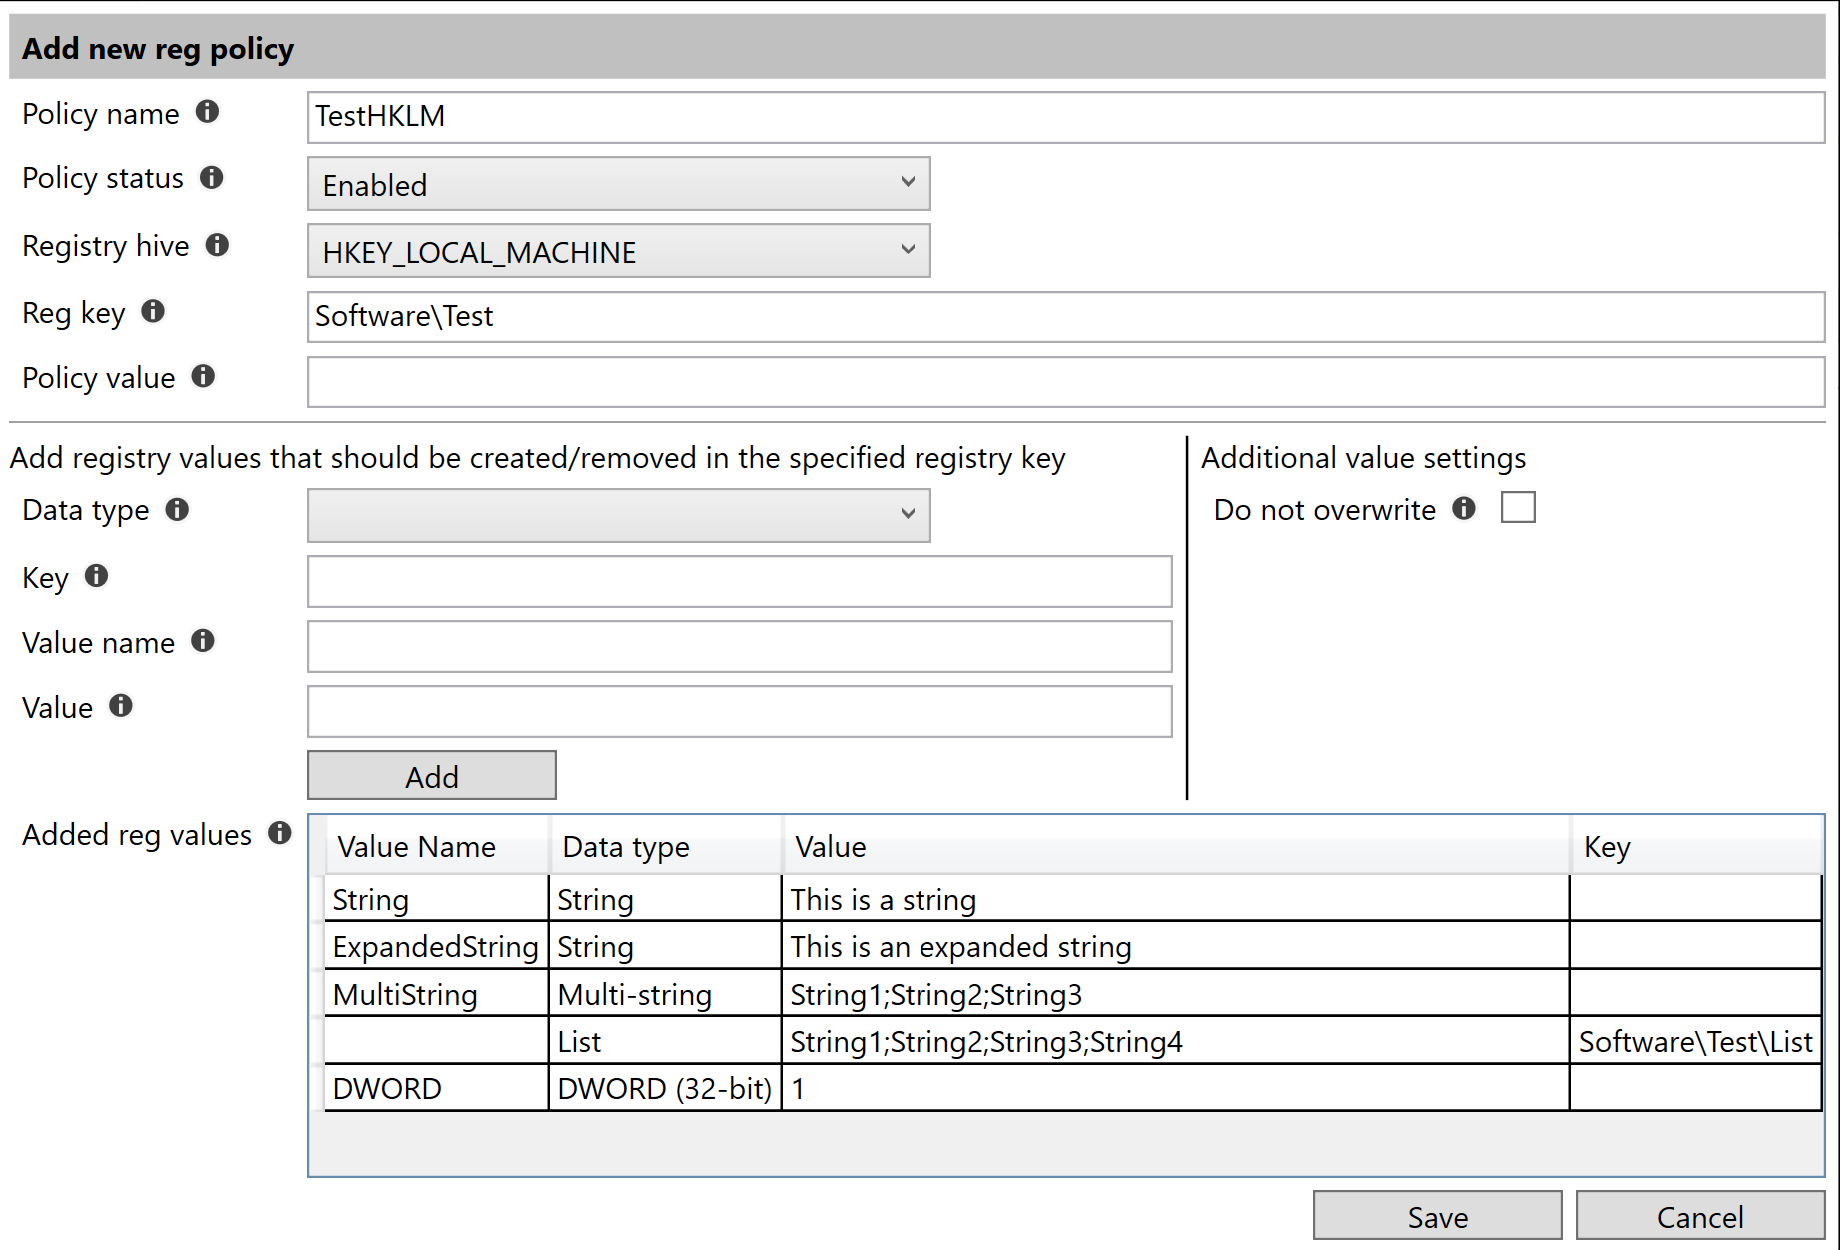 Add new reg policy
Policy name TestHKLM
Policy status Enabled
Registry hive HKEY_LOCAL_MACHINE
Reg key Software\Test
Policy value
Add registry values that should be created/removed in the specified registry key
Additional value settings
Data type
Do not overwrite
Key
Value name
Value
Add
Added reg values
Value Name Data type Value Key
String String This is a string
ExpandedString String This is an expanded string
MultiString Multi-string String1;String2;String3
List String1;String2;String3;String4 Software\Test\List
DWORD DWORD (32-bit) 1
Save Cancel